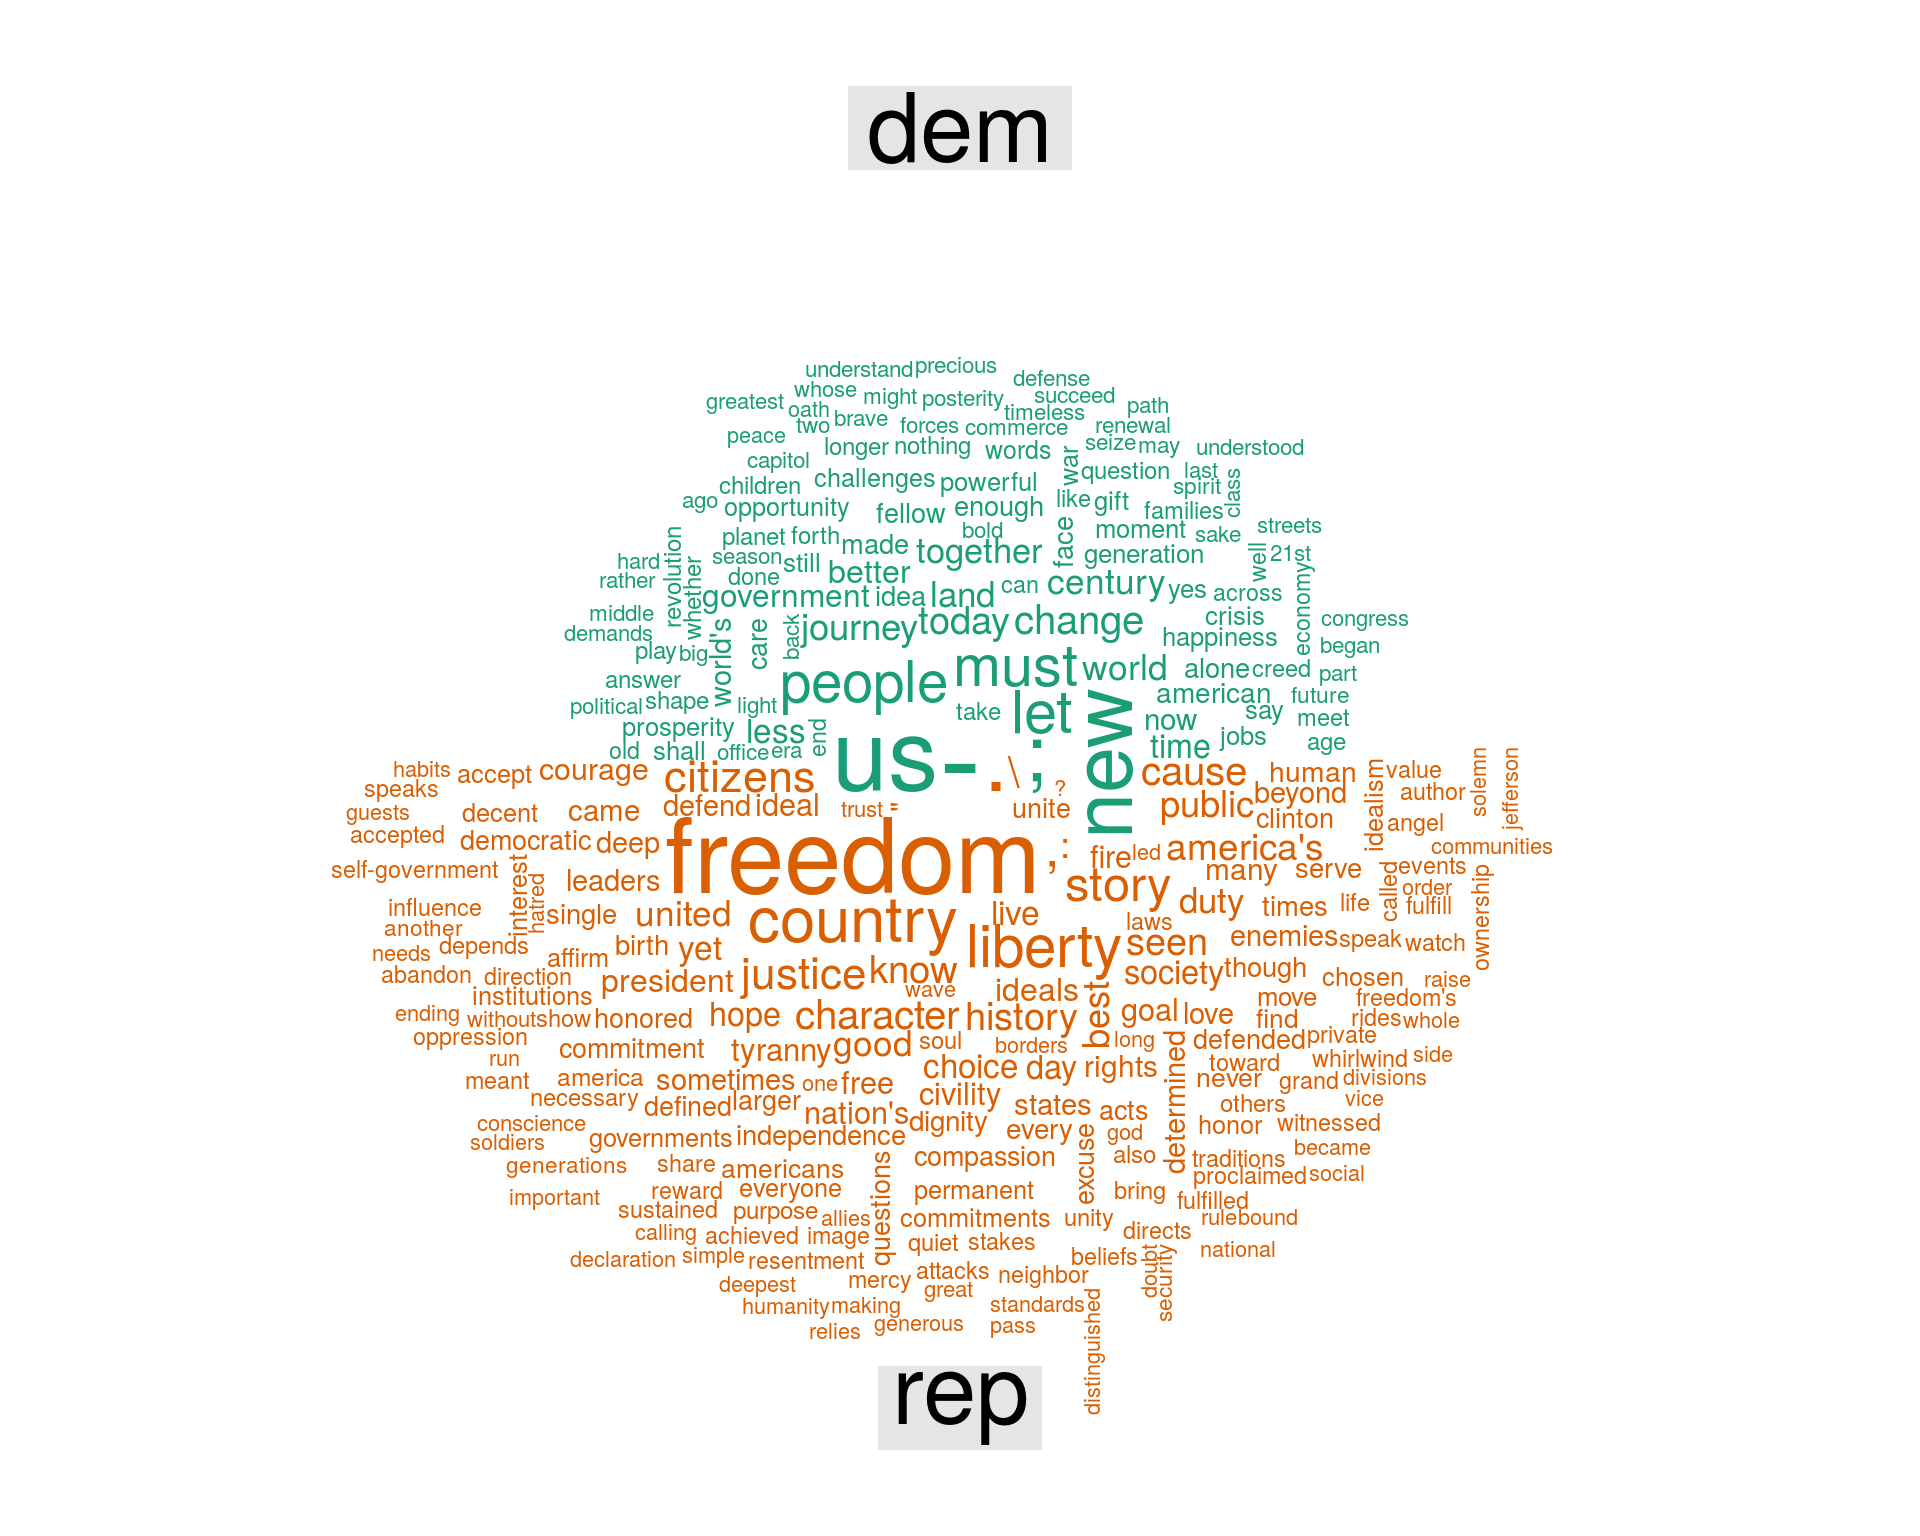 dem
understand precious
whose might posterity defense
greatest oath succeed
two brave timeless path
peace forces commerce renewal
longer nothing words war seize may understood
capitol question last
children challenges powerful spirit class
ago opportunity fellow enough like gift families
planet forth made bold face moment sake streets
revolution season still together generation well 21st
hard whether done better can century yes across economy
rather government idea land
middle world's care back journey today change crisis congress
demands play big happiness began
answer people must world alone creed part
political shape light take let new american future
prosperity less end now say meet
old shall office era us - ; time jobs age
habits accept courage citizens . \ cause human idealism value solemn jefferson
speaks ? beyond author
guests decent came defend ideal trust = unite public clinton angel
accepted democratic deep freedom , : fire led america's communities
self-government interest leaders story many serve called events ownership
hatred order
influence single united country live duty times life fulfill
another laws
needs depends affirm birth yet liberty seen enemies speak watch
abandon direction president justice know society though chosen raise
institutions wave ideals best goal love move freedom's
ending without show honored hope character history find rides whole
oppression commitment tyranny good soul borders long determined defended private
run toward whirlwind side
meant america sometimes one free choice day rights never grand divisions
necessary defined larger nation's civility states acts others vice
conscience dignity every excuse god honor witnessed
soldiers governments independence also became
generations share americans questions compassion traditions
important reward everyone permanent bring proclaimed social
sustained purpose allies commitments unity fulfilled rulebound
calling achieved image quiet stakes directs
declaration simple resentment beliefs doubt security national
deepest mercy attacks neighbor
humanity making great standards distinguished
relies generous pass
rep